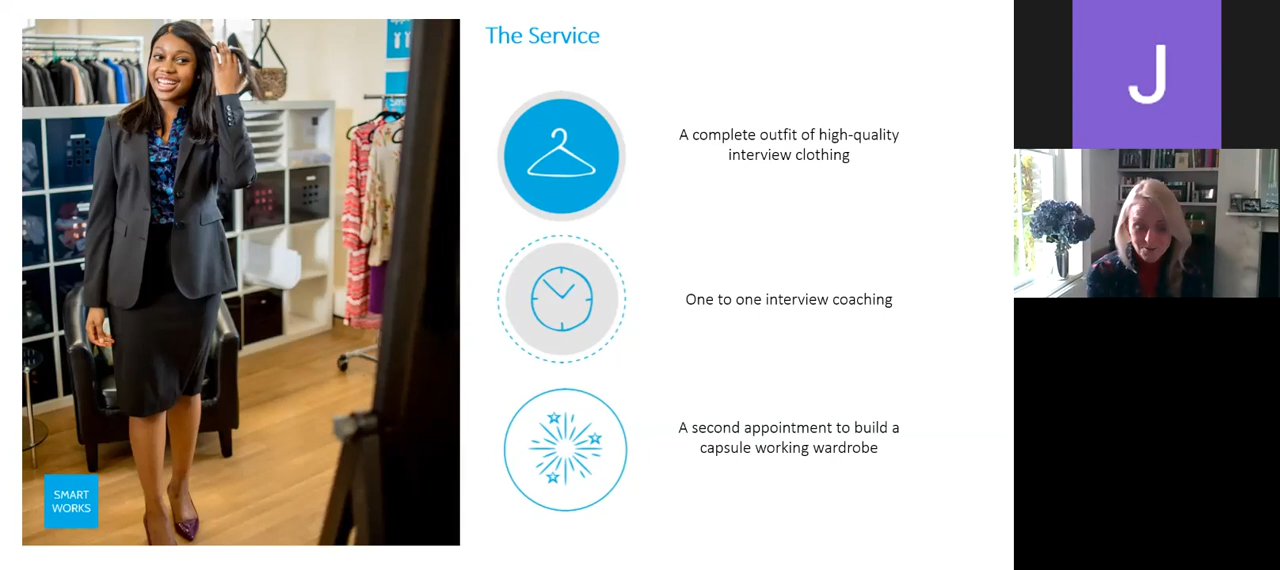 The Service
A complete outfit of high-quality
interview clothing
One to one interview coaching
A second appointment to build a
capsule working wardrobe
SMART
WORKS
J